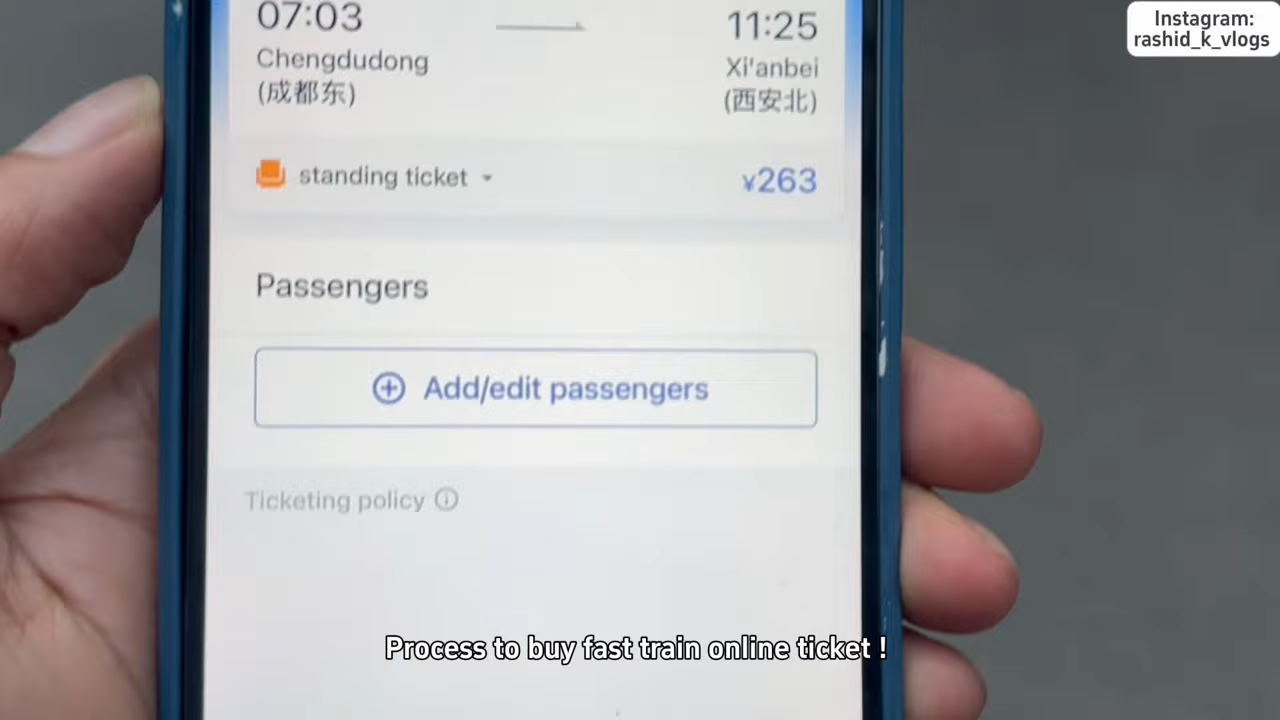 Instagram:
rashid_k_vlogs
07:03
11:25
Chengdudong
Xi'anbei
(成都东)
(西安北)
standing ticket
¥263
Passengers
Add/edit passengers
Ticketing policy
Process to buy fast train online ticket !